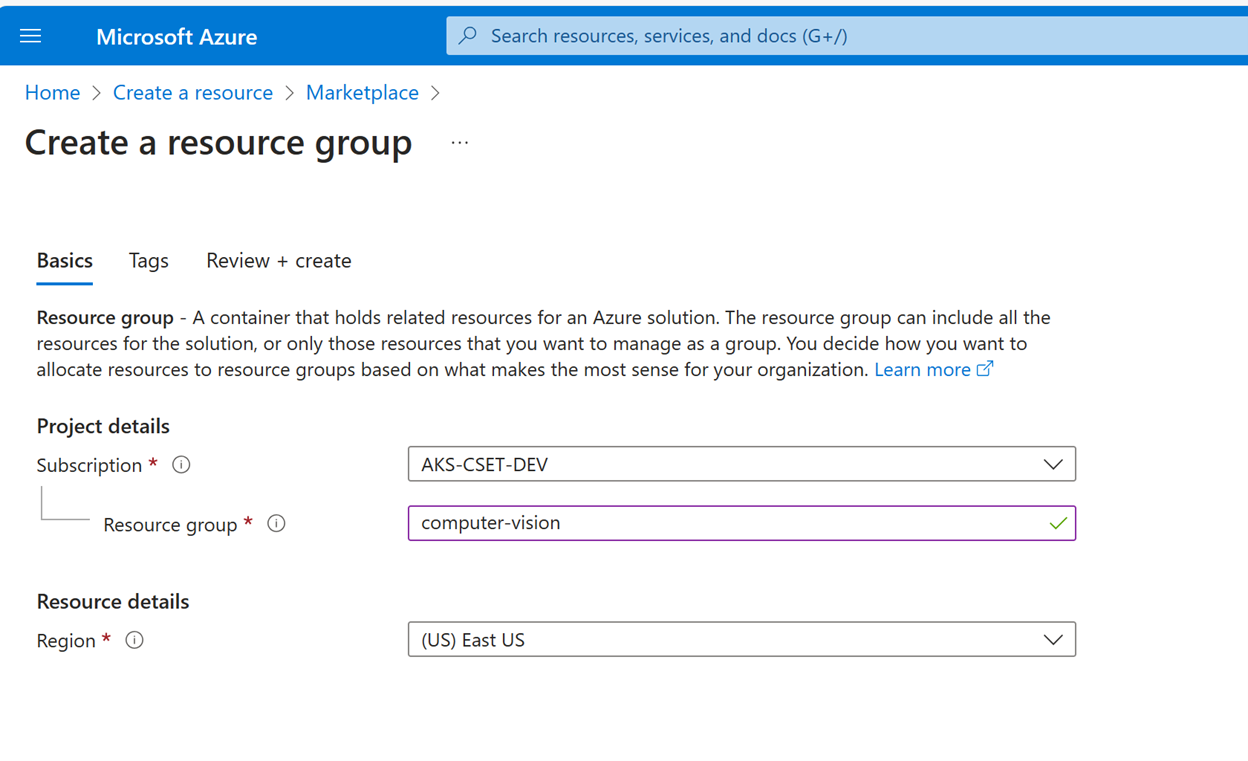 Microsoft Azure
Search resources, services, and docs (G+/)
Home > Create a resource > Marketplace >
Create a resource group ...
Basics Tags Review + create
Resource group - A container that holds related resources for an Azure solution. The resource group can include all the
resources for the solution, or only those resources that you want to manage as a group. You decide how you want to
allocate resources to resource groups based on what makes the most sense for your organization. Learn more
Project details
Subscription *
AKS-CSET-DEV
Resource group *
computer-vision
Resource details
Region *
(US) East US